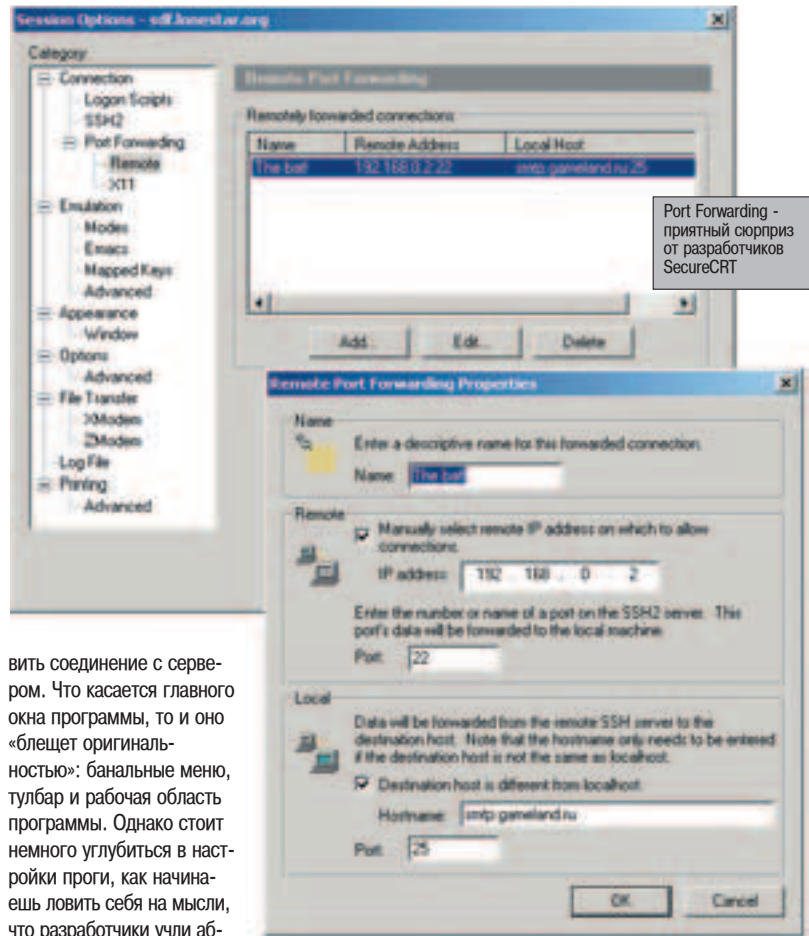 Session Options - sdf.lonestar.org
Category
Connection
Logon Scripts
SSH2
Port Forwarding
Remote
X11
Emulation
Modes
Emacs
Mapped Keys
Advanced
Appearance
Window
Options
Advanced
File Transfer
XModem
ZModem
Log File
Printing
Advanced
Remote Port Forwarding
Remotely forwarded connections
Name Remote Address Local Host
The bat! 192.168.0.2:22 smtp.gameland.ru:25
Add... Edit... Delete
Port Forwarding -
приятный сюрприз
от разработчиков
SecureCRT
Remote Port Forwarding Properties
Name
Enter a descriptive name for this forwarded connection.
Name: The bat!
Remote
Manually select remote IP address on which to allow
connections.
IP address: 192 . 168 . 0 . 2
Enter the number or name of a port on the SSH2 server. This
port's data will be forwarded to the local machine.
Port: 22
Local
Data will be forwarded from the remote SSH server to the
destination host. Note that the hostname only needs to be entered
if the destination host is not the same as localhost.
Destination host is different from localhost
Hostname: smtp.gameland.ru
Port: 25
OK Cancel
вить соединение с серве-
ром. Что касается главного
окна программы, то и оно
«блещет оригиналь-
ностью»: банальные меню,
тулбар и рабочая область
программы. Однако стоит
немного углубиться в наст-
ройки проги, как начина-
ешь ловить себя на мысли,
что разработчики учли аб-